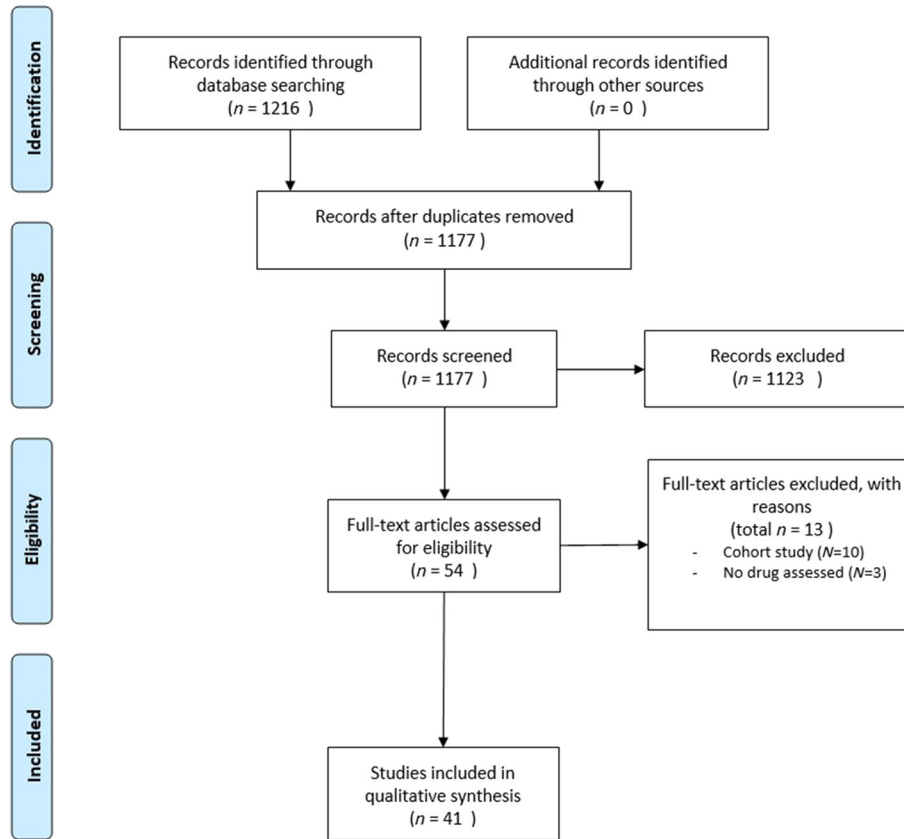 Identification
Records identified through
database searching
(n = 1216 )
Additional records identified
through other sources
(n = 0 )
Records after duplicates removed
(n = 1177 )
Screening
Records screened
(n = 1177 )
Records excluded
(n = 1123 )
Eligibility
Full-text articles assessed
for eligibility
(n = 54 )
Full-text articles excluded, with
reasons
(total n = 13 )
- Cohort study (N=10)
- No drug assessed (N=3)
Included
Studies included in
qualitative synthesis
(n = 41 )